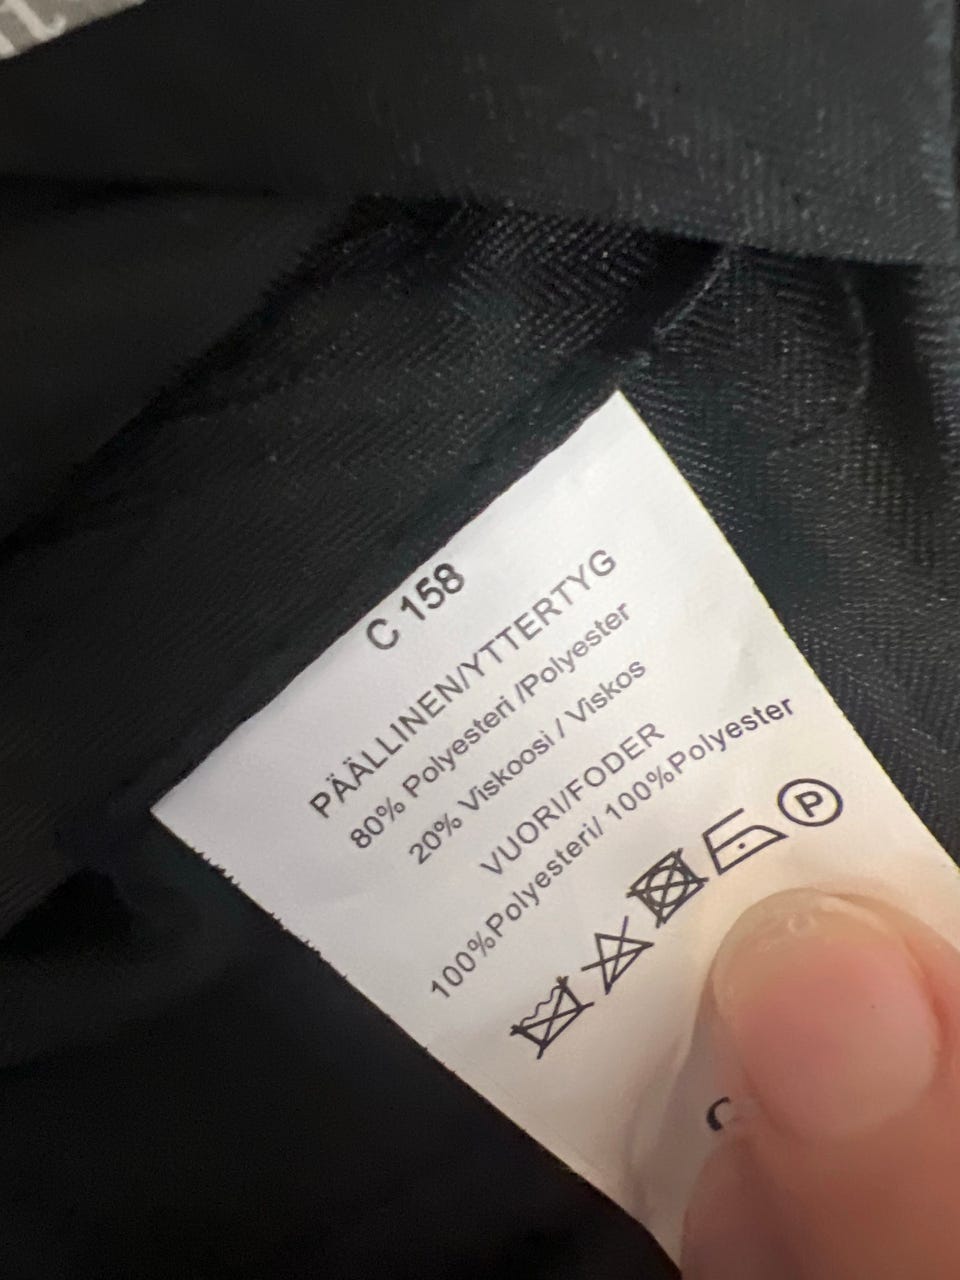 C 158
PÄÄLLINEN/YTTERTYG
80% Polyesteri /Polyester
20% Viskoosi / Viskos
VUORI/FODER
100%Polyesteri/ 100%Polyester
P